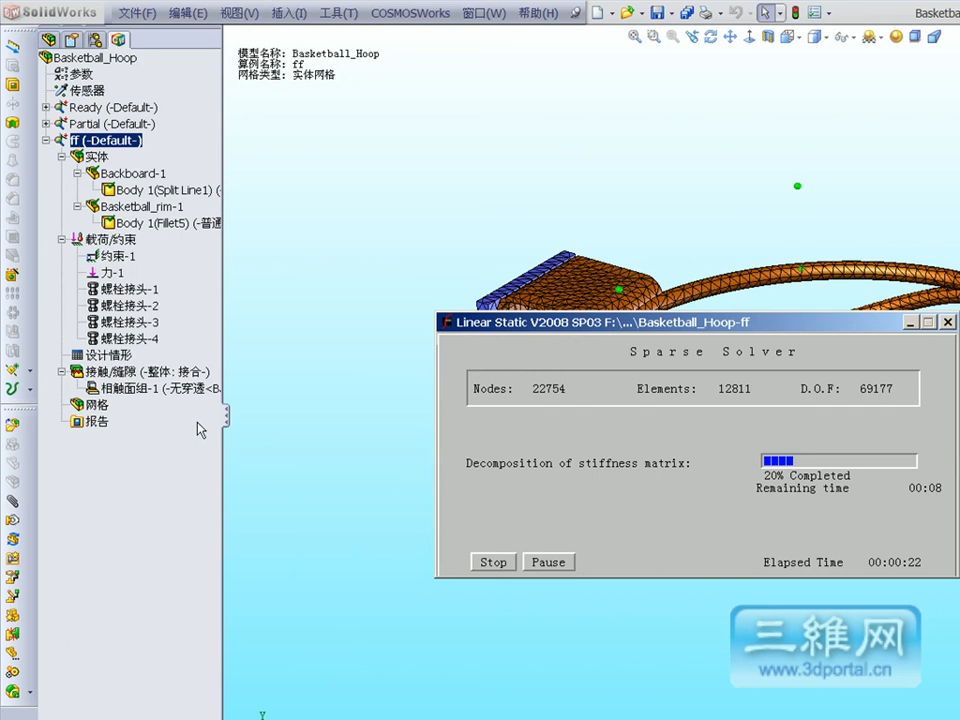 SolidWorks 文件(F) 编辑(E) 视图(V) 插入(I) 工具(T) COSMOSWorks 窗口(W) 帮助(H) Basketba
模型名称: Basketball_Hoop
算例名称: ff
网格类型: 实体网格
Basketball_Hoop
参数
传感器
Ready (-Default-)
Partial (-Default-)
ff (-Default-)
实体
Backboard-1
Body 1(Split Line1) (-
Basketball_rim-1
Body 1(Fillet5) (-普通
载荷/约束
约束-1
力-1
螺栓接头-1
螺栓接头-2
螺栓接头-3
螺栓接头-4
设计情形
接触/缝隙 (-整体: 接合-)
相触面组-1 (-无穿透<B
网格
报告
Linear Static V2008 SP03 F:\...\Basketball_Hoop-ff
Sparse Solver
Nodes: 22754 Elements: 12811 D.O.F: 69177
Decomposition of stiffness matrix:
20% Completed
Remaining time 00:08
Stop Pause Elapsed Time 00:00:22
三维网
www.3dportal.cn
Y